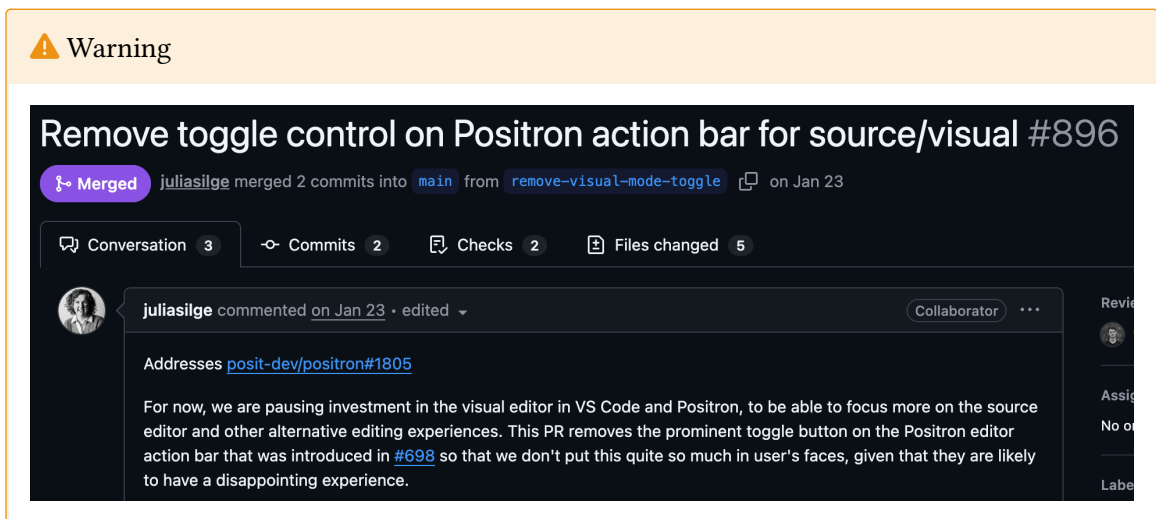 Warning
Remove toggle control on Positron action bar for source/visual #896
Merged juliasilge merged 2 commits into main from remove-visual-mode-toggle on Jan 23
Conversation 3 Commits 2 Checks 2 Files changed 5
juliasilge commented on Jan 23 • edited Collaborator ...
Revie
Addresses posit-dev/positron#1805
For now, we are pausing investment in the visual editor in VS Code and Positron, to be able to focus more on the source
Assig
editor and other alternative editing experiences. This PR removes the prominent toggle button on the Positron editor
No o
action bar that was introduced in #698 so that we don't put this quite so much in user's faces, given that they are likely
to have a disappointing experience.
Labe